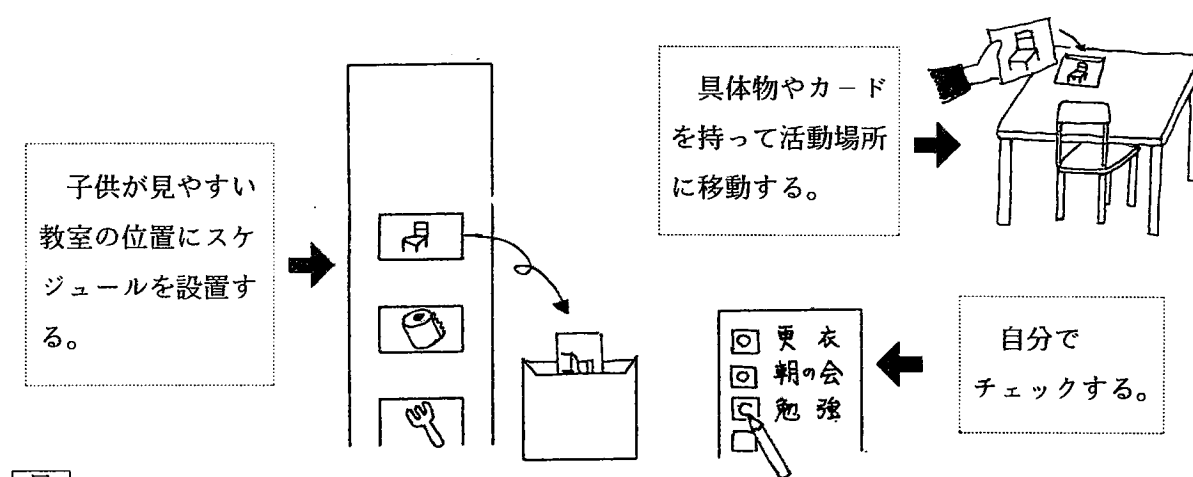 子供が見やすい
教室の位置にスケ
ジュールを設置す
る。
具体物やカード
を持って活動場所
に移動する。
更衣
朝の会
勉強
自分で
チェックする。